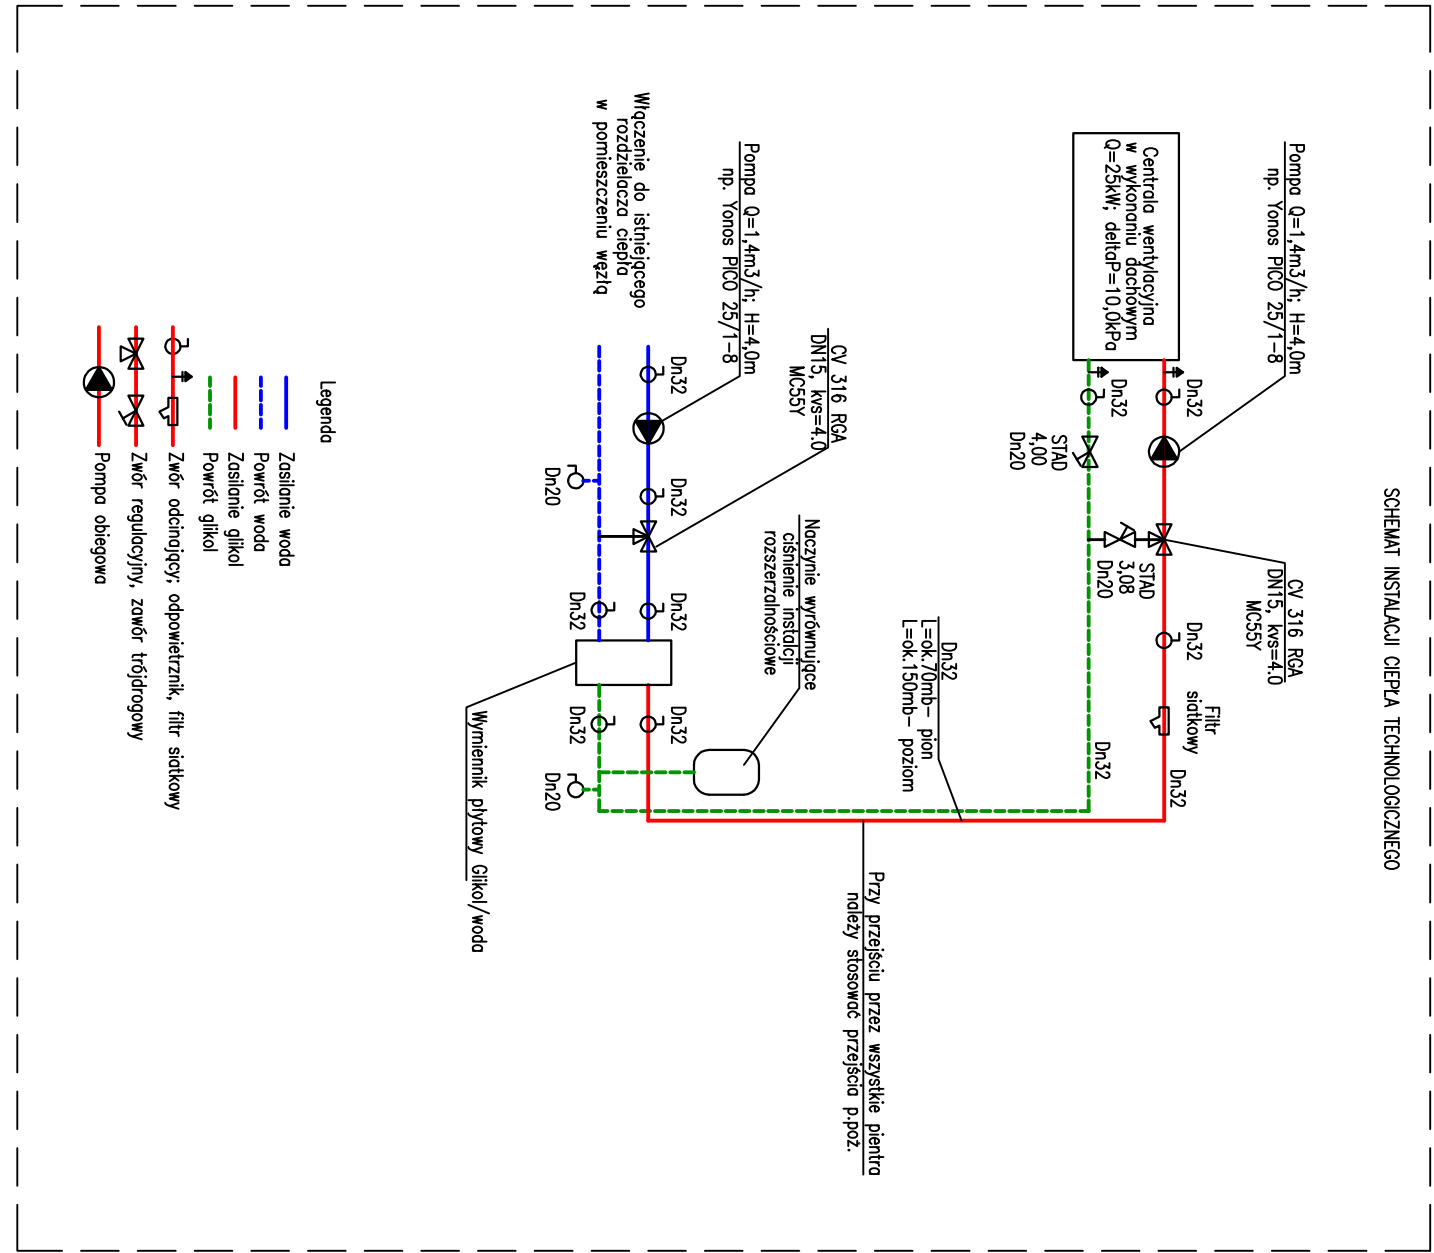 SCHEMAT INSTALACJI CIEPŁA TECHNOLOGICZNEGO
Pompa Q=1,4m3/h; H=4,0m
np. Yonos PICO 25/1-8
CV 316 RGA
DN15, kvs=4.0
MC55Y
Centrala wentylacyjna
w wykonaniu dachowym
Q=25kW; deltaP=10,0kPa
Dn32
Dn32
Filtr
siatkowy
Dn32
Dn32
STAD
4,00
Dn20
STAD
3,08
Dn20
Dn32
Dn32
L=ok.70mb- pion
L=ok.150mb- poziom
Przy przejściu przez wszystkie pientra
należy stosować przejścia p.poż.
CV 316 RGA
DN15, kvs=4.0
MC55Y
Naczynie wyrównujące
ciśnienie instalcji
rozszerzalnościowe
Pompa Q=1,4m3/h; H=4,0m
np. Yonos PICO 25/1-8
Włączenie do istniejącego
rozdzielacza ciepła
w pomieszczeniu węzła
Dn32
Dn32
Dn32
Dn32
Dn32
Dn32
Dn20
Dn20
Wymiennik płytowy Glikol/woda
Legenda
Zasilanie woda
Powrót woda
Zasilanie glikol
Powrót glikol
Zwór odcinający; odpowietrznik, filtr siatkowy
Zwór regulacyjny, zawór trójdrogowy
Pompa obiegowa